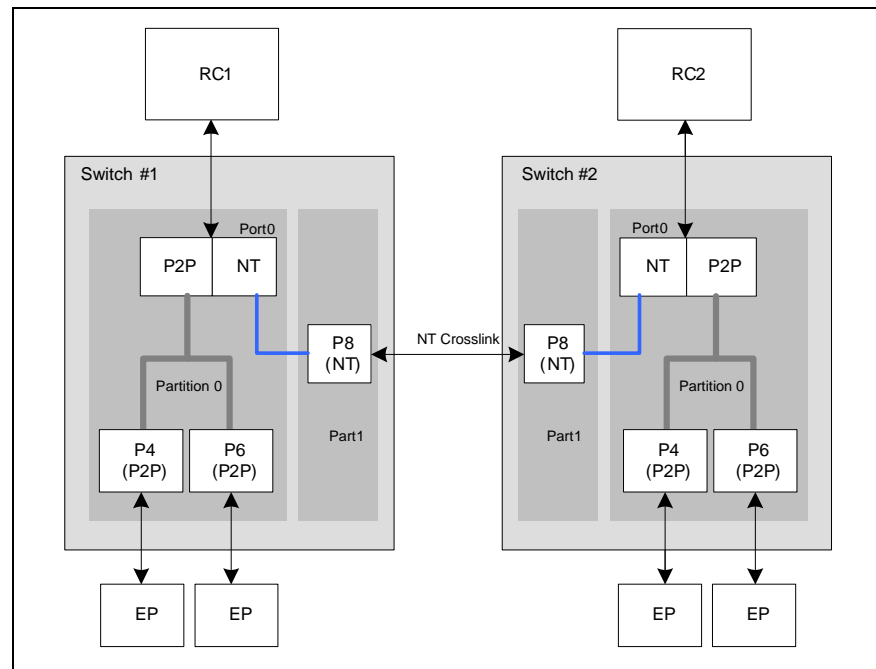 RC1
RC2
Switch #1
Switch #2
Port0
P2P
NT
Port0
NT
P2P
P8
(NT)
NT Crosslink
P8
(NT)
Partition 0
Part1
Part1
Partition 0
P4
(P2P)
P6
(P2P)
P4
(P2P)
P6
(P2P)
EP
EP
EP
EP